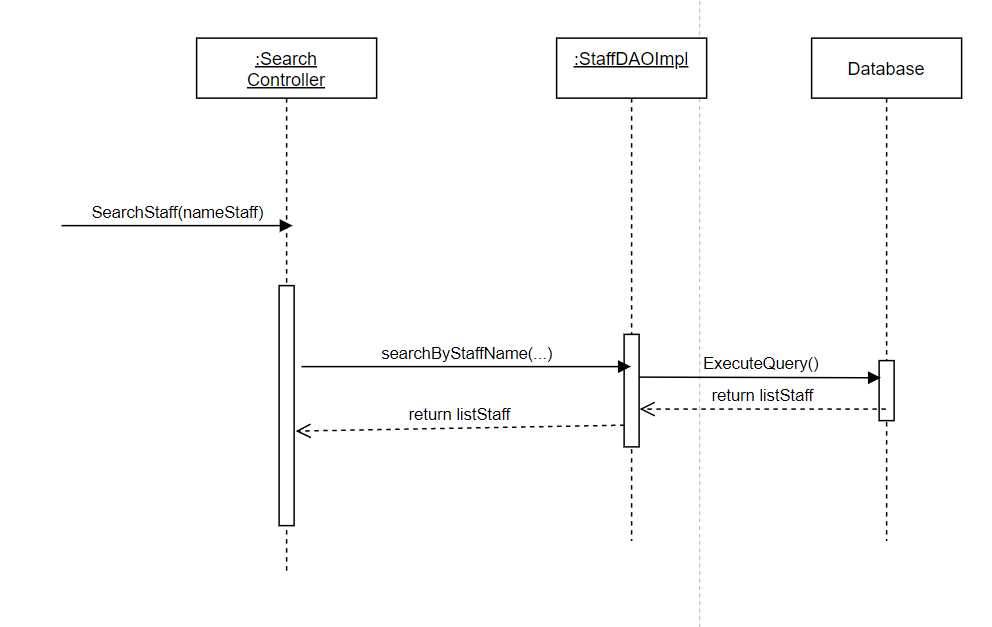 :Search
Controller
:StaffDAOImpl
Database
SearchStaff(nameStaff)
searchByStaffName(...)
ExecuteQuery()
return listStaff
return listStaff